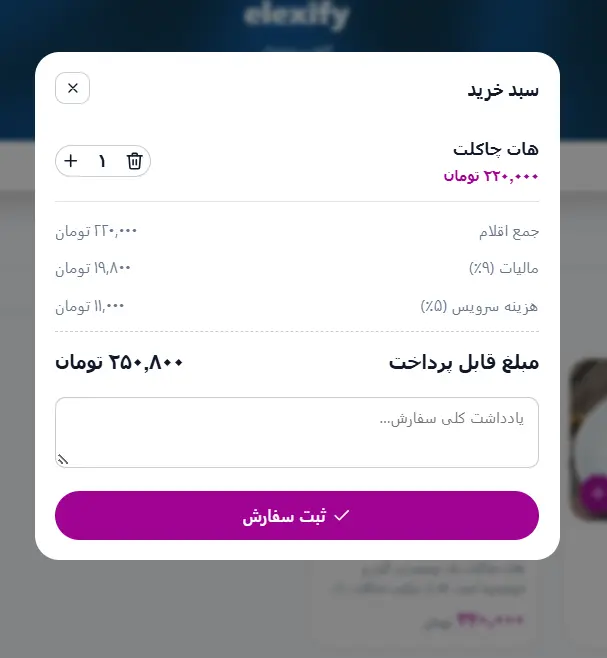 elexify
سبد خرید
هات چاکلت
۱
۲۲۰,۰۰۰ تومان
جمع اقلام ۲۲۰,۰۰۰ تومان
مالیات (۹٪) ۱۹,۸۰۰ تومان
هزینه سرویس (۵٪) ۱۱,۰۰۰ تومان
مبلغ قابل پرداخت ۲۵۰,۸۰۰ تومان
یادداشت کلی سفارش...
ثبت سفارش